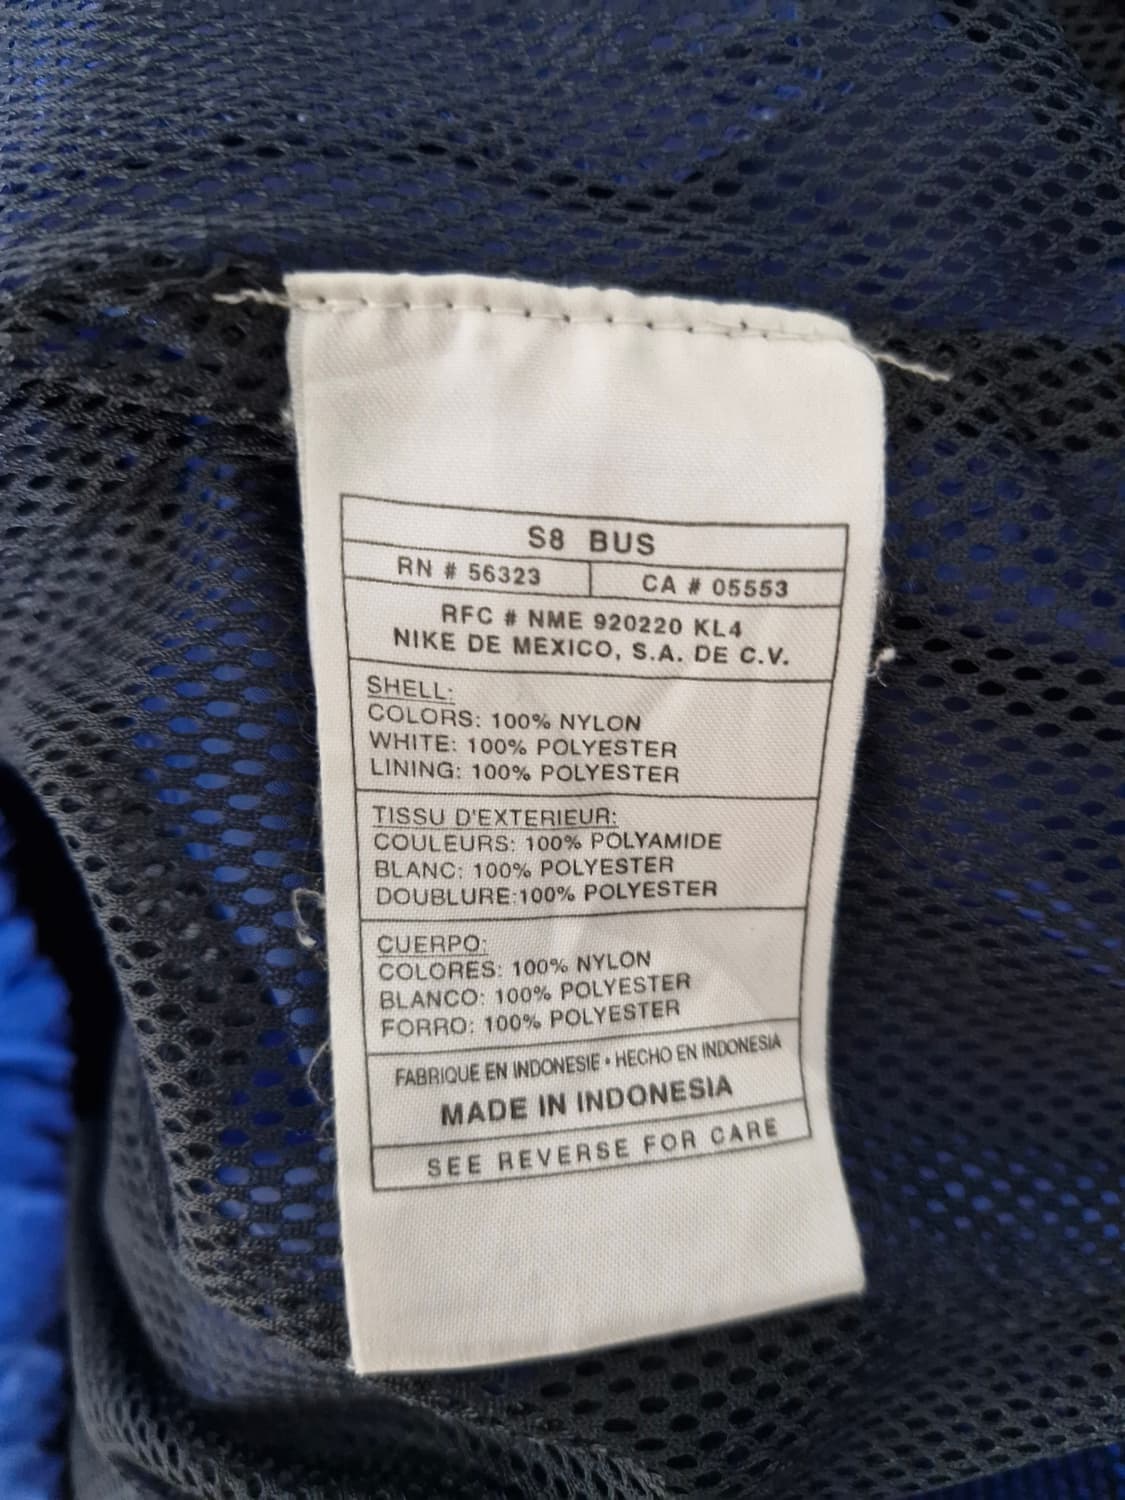 S8 BUS
RN # 56323
CA # 05553
RFC # NME 920220 KL4
NIKE DE MEXICO, S.A. DE C.V.
SHELL:
COLORS: 100% NYLON
WHITE: 100% POLYESTER
LINING: 100% POLYESTER
TISSU D'EXTERIEUR:
COULEURS: 100% POLYAMIDE
BLANC: 100% POLYESTER
DOUBLURE:100% POLYESTER
CUERPO:
COLORES: 100% NYLON
BLANCO: 100% POLYESTER
FORRO: 100% POLYESTER
FABRIQUE EN INDONESIE • HECHO EN INDONESIA
MADE IN INDONESIA
SEE REVERSE FOR CARE